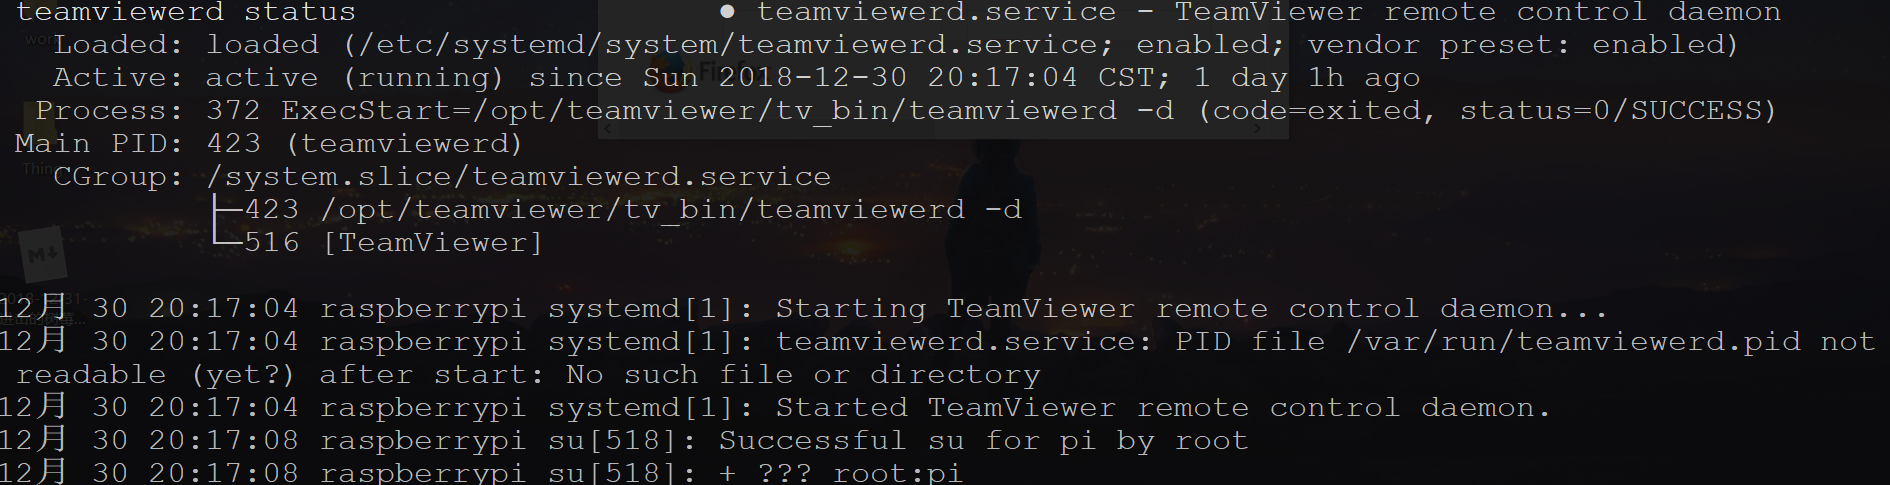 teamviewerd status ● teamviewerd.service - TeamViewer remote control daemon
Loaded: loaded (/etc/systemd/system/teamviewerd.service; enabled; vendor preset: enabled)
Active: active (running) since Sun 2018-12-30 20:17:04 CST; 1 day 1h ago
Process: 372 ExecStart=/opt/teamviewer/tv_bin/teamviewerd -d (code=exited, status=0/SUCCESS)
Main PID: 423 (teamviewerd)
CGroup: /system.slice/teamviewerd.service
├─423 /opt/teamviewer/tv_bin/teamviewerd -d
└─516 [TeamViewer]
12月 30 20:17:04 raspberrypi systemd[1]: Starting TeamViewer remote control daemon...
12月 30 20:17:04 raspberrypi systemd[1]: teamviewerd.service: PID file /var/run/teamviewerd.pid not
readable (yet?) after start: No such file or directory
12月 30 20:17:04 raspberrypi systemd[1]: Started TeamViewer remote control daemon.
12月 30 20:17:08 raspberrypi su[518]: Successful su for pi by root
12月 30 20:17:08 raspberrypi su[518]: + ??? root:pi
Firefox